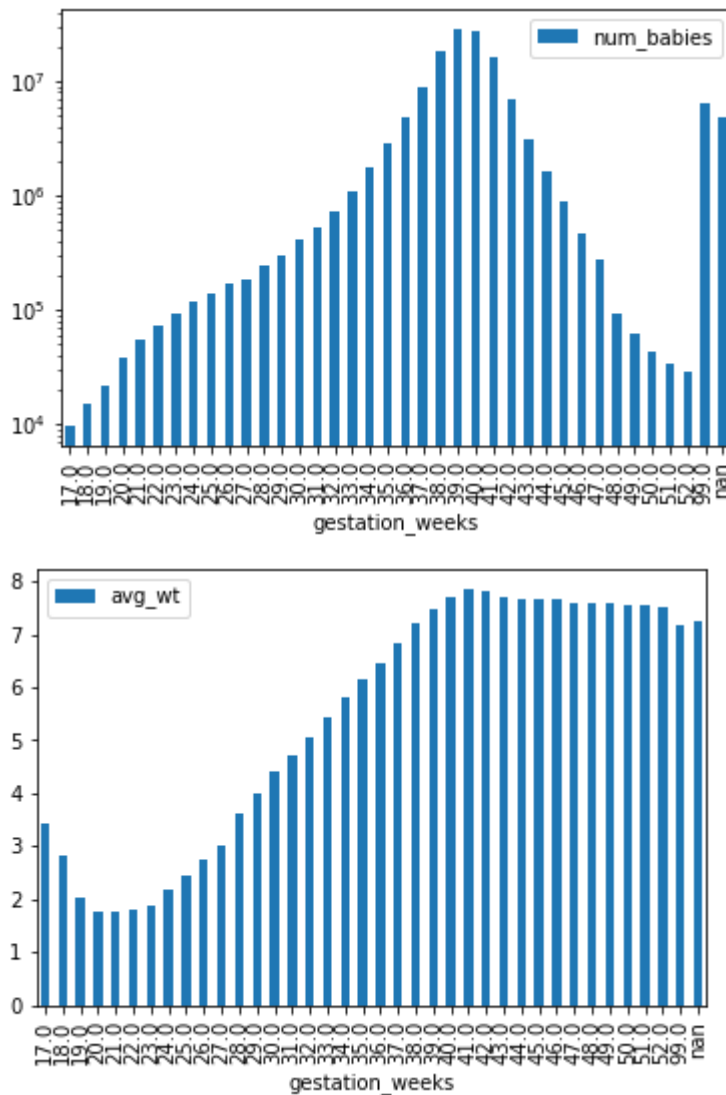 10⁷
10⁶
10⁵
10⁴
num_babies
17.0 18.0 19.0 20.0 21.0 22.0 23.0 24.0 25.0 26.0 27.0 28.0 29.0 30.0 31.0 32.0 33.0 34.0 35.0 36.0 37.0 38.0 39.0 40.0 41.0 42.0 43.0 44.0 45.0 46.0 47.0 48.0 49.0 50.0 51.0 52.0 99.0 nan
gestation_weeks
avg_wt
8
7
6
5
4
3
2
1
0
17.0 18.0 19.0 20.0 21.0 22.0 23.0 24.0 25.0 26.0 27.0 28.0 29.0 30.0 31.0 32.0 33.0 34.0 35.0 36.0 37.0 38.0 39.0 40.0 41.0 42.0 43.0 44.0 45.0 46.0 47.0 48.0 49.0 50.0 51.0 52.0 99.0 nan
gestation_weeks